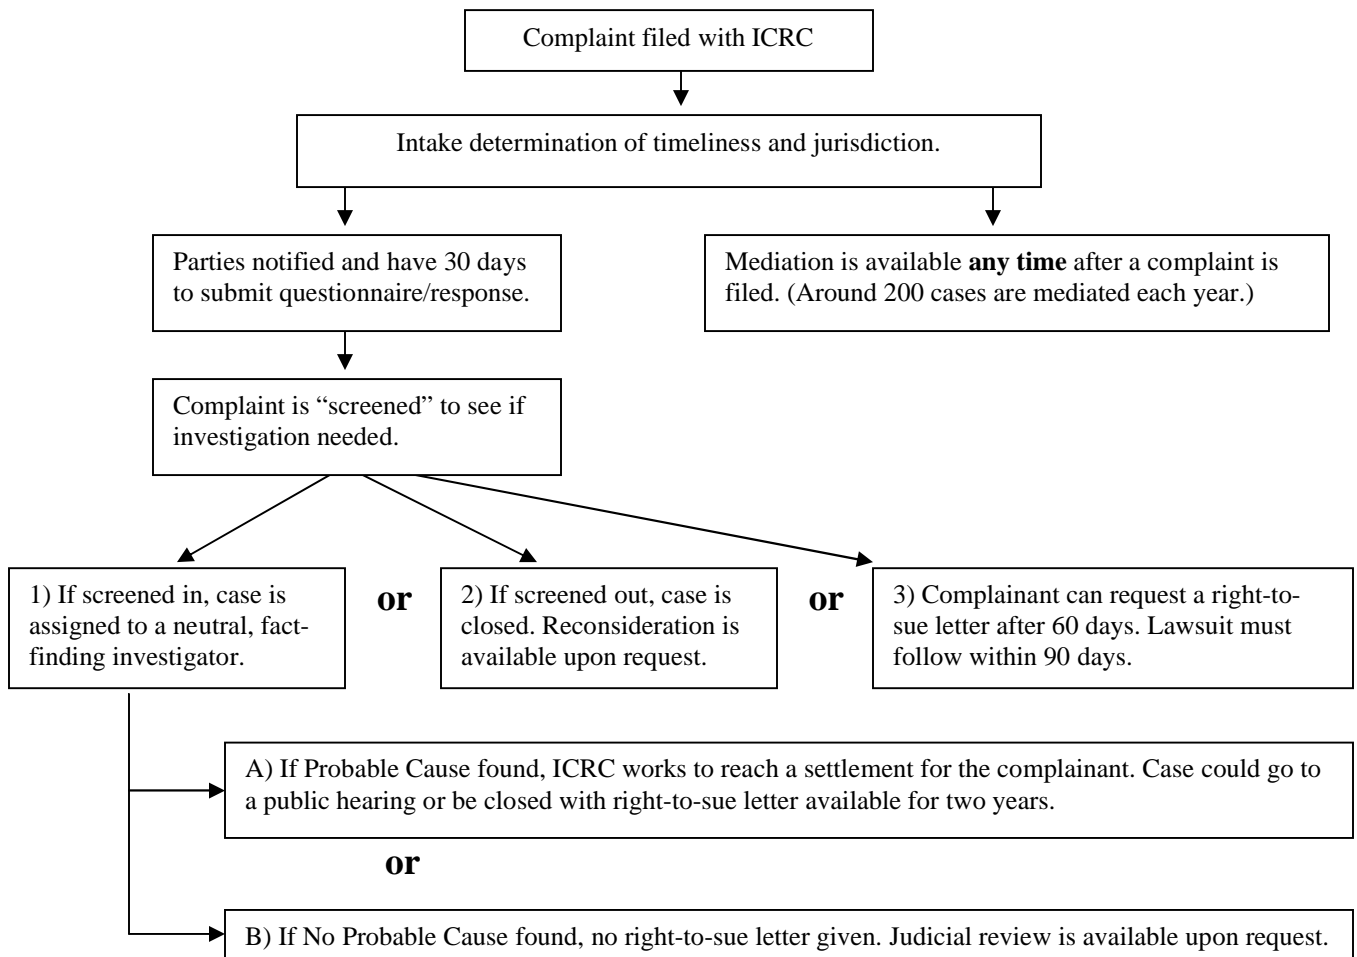 Complaint filed with ICRC
Intake determination of timeliness and jurisdiction.
Parties notified and have 30 days
to submit questionnaire/response.
Mediation is available any time after a complaint is
filed. (Around 200 cases are mediated each year.)
Complaint is “screened” to see if
investigation needed.
1) If screened in, case is
assigned to a neutral, fact-
finding investigator.
or
2) If screened out, case is
closed. Reconsideration is
available upon request.
or
3) Complainant can request a right-to-
sue letter after 60 days. Lawsuit must
follow within 90 days.
A) If Probable Cause found, ICRC works to reach a settlement for the complainant. Case could go to
a public hearing or be closed with right-to-sue letter available for two years.
or
B) If No Probable Cause found, no right-to-sue letter given. Judicial review is available upon request.